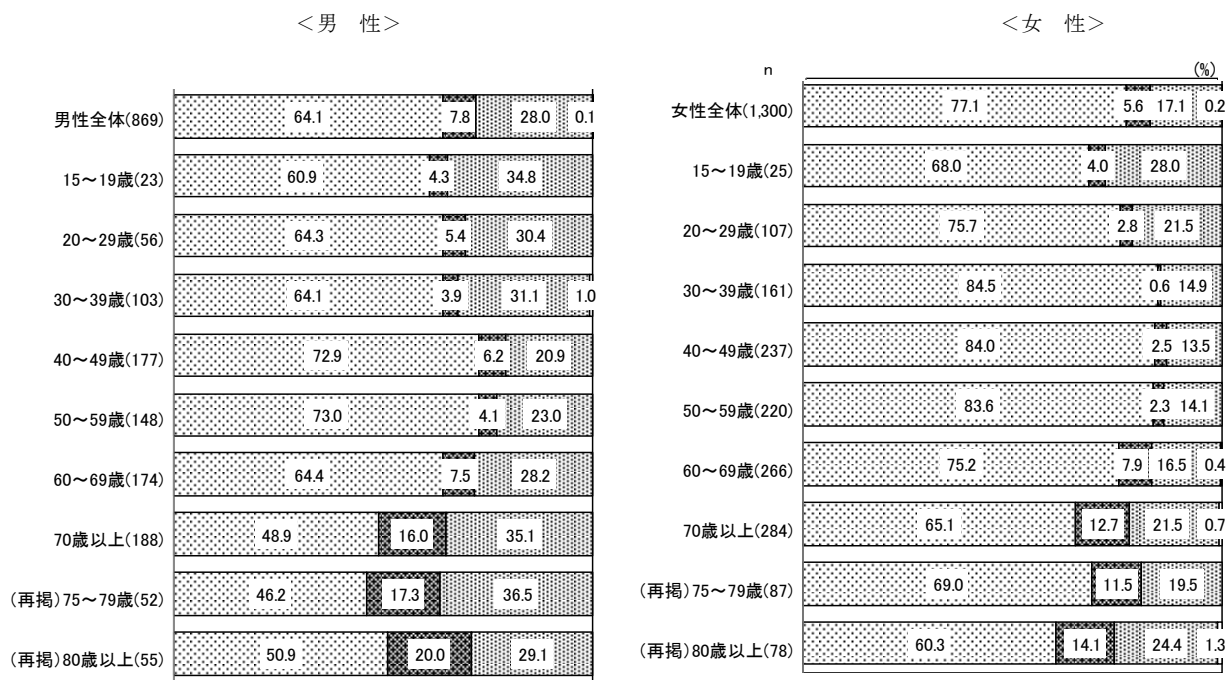 ＜男　性＞
男性全体(869) 64.1 7.8 28.0 0.1
15～19歳(23) 60.9 4.3 34.8
20～29歳(56) 64.3 5.4 30.4
30～39歳(103) 64.1 3.9 31.1 1.0
40～49歳(177) 72.9 6.2 20.9
50～59歳(148) 73.0 4.1 23.0
60～69歳(174) 64.4 7.5 28.2
70歳以上(188) 48.9 16.0 35.1
(再掲)75～79歳(52) 46.2 17.3 36.5
(再掲)80歳以上(55) 50.9 20.0 29.1
＜女　性＞
n (%)
女性全体(1,300) 77.1 5.6 17.1 0.2
15～19歳(25) 68.0 4.0 28.0
20～29歳(107) 75.7 2.8 21.5
30～39歳(161) 84.5 0.6 14.9
40～49歳(237) 84.0 2.5 13.5
50～59歳(220) 83.6 2.3 14.1
60～69歳(266) 75.2 7.9 16.5 0.4
70歳以上(284) 65.1 12.7 21.5 0.7
(再掲)75～79歳(87) 69.0 11.5 19.5
(再掲)80歳以上(78) 60.3 14.1 24.4 1.3